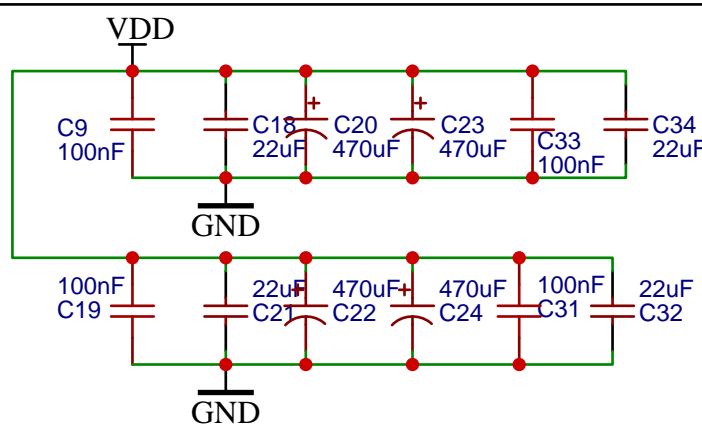 VDD
C9
100nF
C18
22uF
C20
470uF
C23
470uF
C33
100nF
C34
22uF
GND
100nF
C19
22uF
C21
470uF
C22
470uF
C24
100nF
C31
22uF
C32
GND